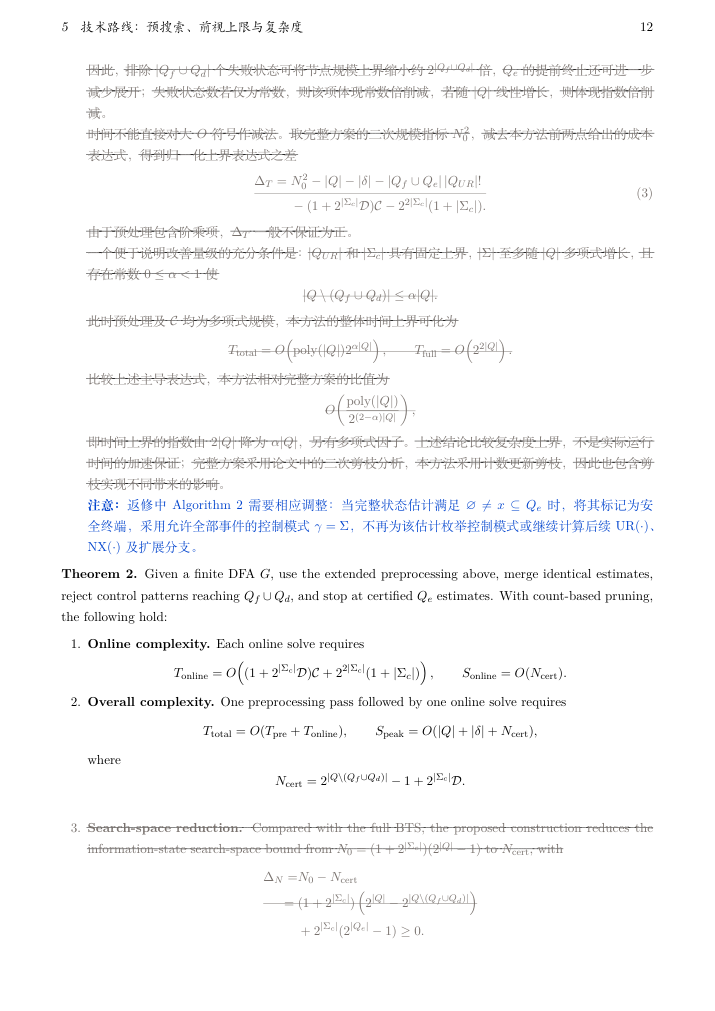 5 技术路线：预搜索、前视上限与复杂度 12
因此，排除 |Q_f ∪ Q_d| 个失败状态可将节点规模上界缩小约 2^{|Q_f∪Q_d|} 倍，Q_e 的提前终止还可进一步
减少展开；失败状态数若仅为常数，则该项体现常数倍削减，若随 |Q| 线性增长，则体现指数倍削
减。
时间不能直接对大 O 符号作减法。取完整方案的二次规模指标 N_0^2，减去本方法前两点给出的成本
表达式，得到归一化上界表达式之差
Δ_T = N_0^2 − |Q| − |δ| − |Q_f ∪ Q_e| |Q_{UR}|!
− (1 + 2^{|Σ_c|}𝒟)𝒞 − 2^{2|Σ_c|}(1 + |Σ_c|). (3)
由于预处理包含阶乘项，Δ_T 一般不保证为正。
一个便于说明改善量级的充分条件是：|Q_{UR}| 和 |Σ_c| 具有固定上界，|Σ| 至多随 |Q| 多项式增长，且
存在常数 0 ≤ α < 1 使
|Q \ (Q_f ∪ Q_d)| ≤ α|Q|.
此时预处理及 𝒞 均为多项式规模，本方法的整体时间上界可化为
T_{total} = O(poly(|Q|)2^{α|Q|}), T_{full} = O(2^{2|Q|}).
比较上述主导表达式，本方法相对完整方案的比值为
O(poly(|Q|) / 2^{(2−α)|Q|}),
即时间上界的指数由 2|Q| 降为 α|Q|，另有多项式因子。上述结论比较复杂度上界，不是实际运行
时间的加速保证；完整方案采用论文中的二次剪枝分析，本方法采用计数更新剪枝，因此也包含剪
枝实现不同带来的影响。
注意：返修中 Algorithm 2 需要相应调整：当完整状态估计满足 ∅ ≠ x ⊆ Q_e 时，将其标记为安
全终端，采用允许全部事件的控制模式 γ = Σ，不再为该估计枚举控制模式或继续计算后续 UR(·)、
NX(·) 及扩展分支。
Theorem 2. Given a finite DFA G, use the extended preprocessing above, merge identical estimates,
reject control patterns reaching Q_f ∪ Q_d, and stop at certified Q_e estimates. With count-based pruning,
the following hold:
1. Online complexity. Each online solve requires
T_{online} = O((1 + 2^{|Σ_c|}𝒟)𝒞 + 2^{2|Σ_c|}(1 + |Σ_c|)), S_{online} = O(N_{cert}).
2. Overall complexity. One preprocessing pass followed by one online solve requires
T_{total} = O(T_{pre} + T_{online}), S_{peak} = O(|Q| + |δ| + N_{cert}),
where
N_{cert} = 2^{|Q\(Q_f∪Q_d)|} − 1 + 2^{|Σ_c|}𝒟.
3. Search-space reduction. Compared with the full BTS, the proposed construction reduces the
information-state search-space bound from N_0 = (1 + 2^{|Σ_c|})(2^{|Q|} − 1) to N_{cert}, with
Δ_N = N_0 − N_{cert}
= (1 + 2^{|Σ_c|}) (2^{|Q|} − 2^{|Q\(Q_f∪Q_d)|})
+ 2^{|Σ_c|}(2^{|Q_e|} − 1) ≥ 0.